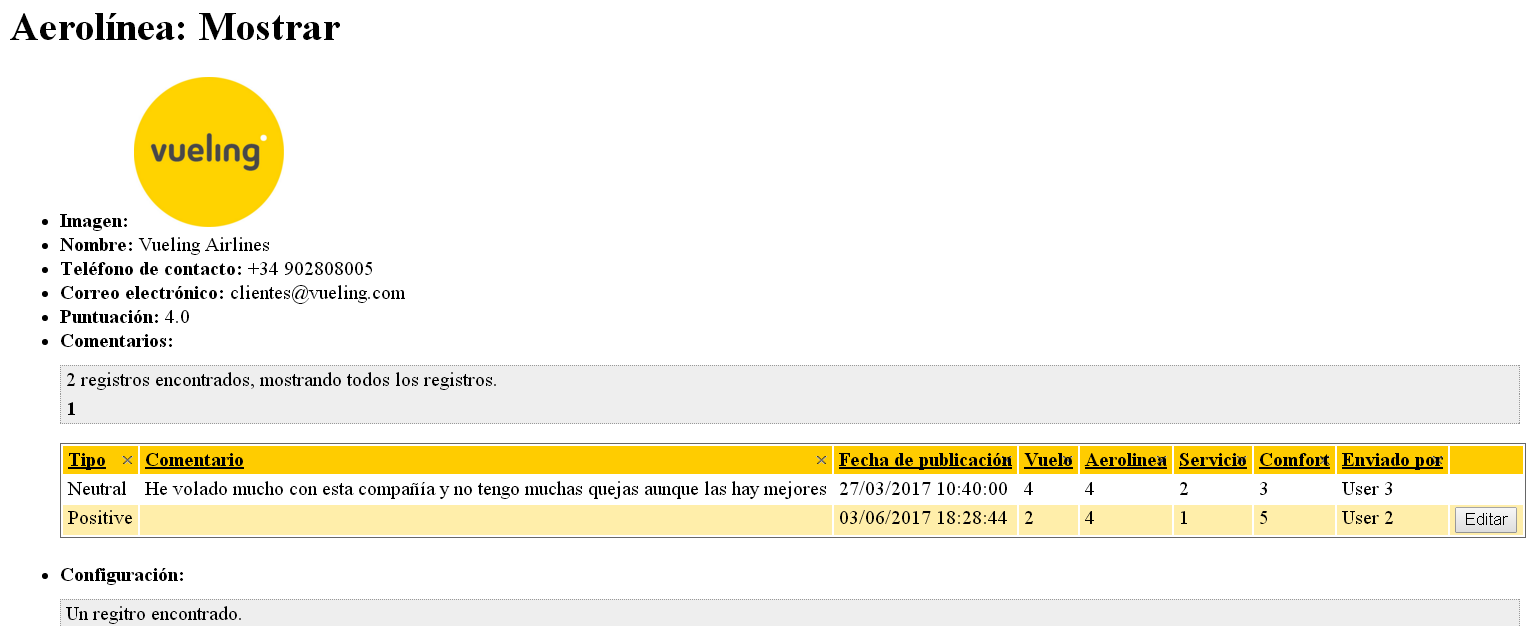 Aerolínea: Mostrar
vueling
Imagen:
Nombre: Vueling Airlines
Teléfono de contacto: +34 902808005
Correo electrónico: clientes@vueling.com
Puntuación: 4.0
Comentarios:
2 registros encontrados, mostrando todos los registros.
1
Tipo Comentario Fecha de publicación Vuelo Aerolinea Servicio Comfort Enviado por
Neutral He volado mucho con esta compañía y no tengo muchas quejas aunque las hay mejores 27/03/2017 10:40:00 4 4 2 3 User 3
Positive 03/06/2017 18:28:44 2 4 1 5 User 2 Editar
Configuración:
Un regitro encontrado.